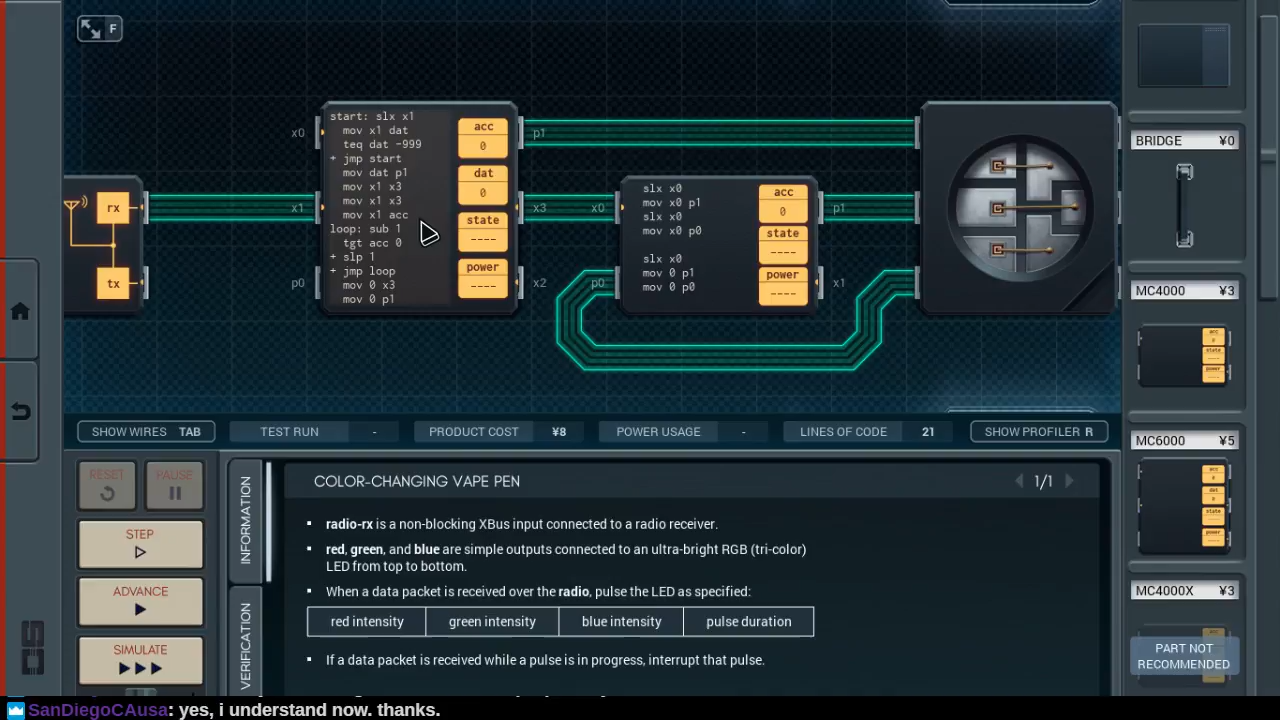 F
x0
x1
p0
rx
tx
start: slx x1
mov x1 dat
teq dat -999
+ jmp start
mov dat p1
mov x1 x3
mov x1 x3
mov x1 acc
loop: sub 1
tgt acc 0
+ slp 1
+ jmp loop
mov 0 x3
mov 0 p1
acc
0
dat
0
state
----
power
----
p1
x3
x2
x0
p0
slx x0
mov x0 p1
slx x0
mov x0 p0
slx x0
mov 0 p1
mov 0 p0
acc
0
state
----
power
----
p1
x1
BRIDGE ¥0
MC4000 ¥3
acc
state
power
MC6000 ¥5
acc
dat
state
power
MC4000X ¥3
PART NOT
RECOMMENDED
SHOW WIRES TAB
TEST RUN -
PRODUCT COST ¥8
POWER USAGE -
LINES OF CODE 21
SHOW PROFILER R
RESET
PAUSE
STEP
ADVANCE
SIMULATE
INFORMATION
VERIFICATION
COLOR-CHANGING VAPE PEN
1/1
▪ radio-rx is a non-blocking XBus input connected to a radio receiver.
▪ red, green, and blue are simple outputs connected to an ultra-bright RGB (tri-color)
LED from top to bottom.
▪ When a data packet is received over the radio, pulse the LED as specified:
red intensity green intensity blue intensity pulse duration
▪ If a data packet is received while a pulse is in progress, interrupt that pulse.
SanDiegoCAusa: yes, i understand now. thanks.